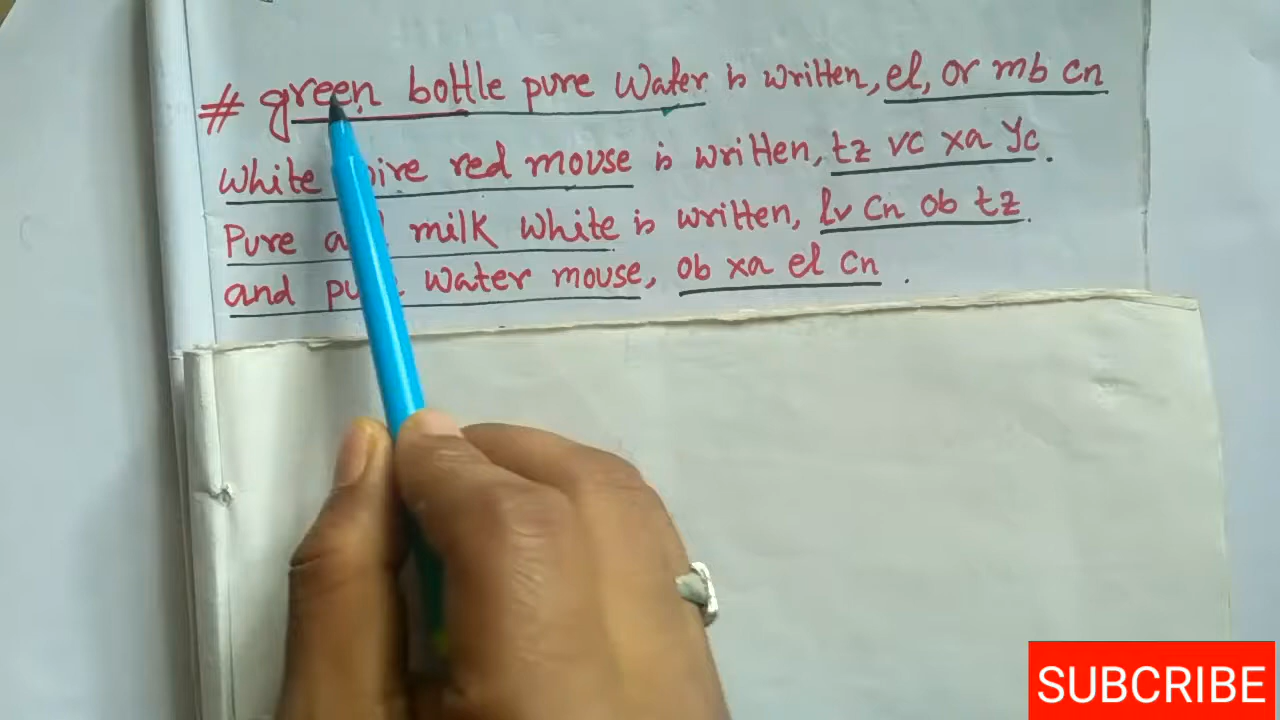 # green bottle pure water is written, el, or mb cn
White red mouse is written, tz vc xa yc.
Pure milk white is written, lv cn ob tz.
and water mouse, ob xa el cn.
SUBCRIBE